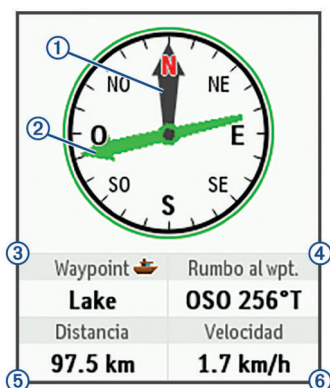 1
N
NO
NE
2
O
E
SO
SE
S
3
4
Waypoint
Rumbo al wpt.
Lake
OSO 256°T
Distancia
Velocidad
97.5 km
1.7 km/h
5
6